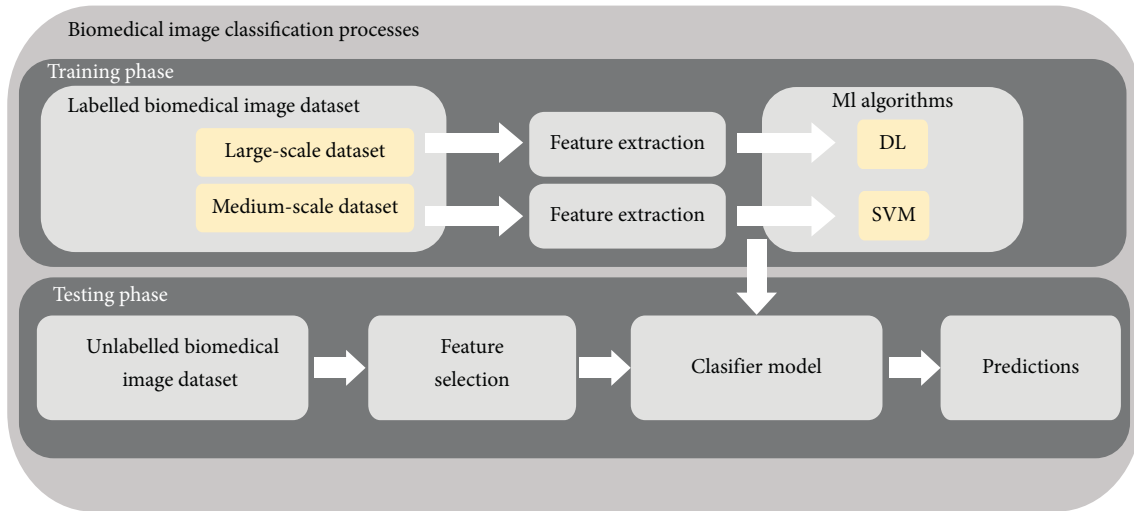 Biomedical image classification processes
Training phase
Labelled biomedical image dataset
Large-scale dataset
Medium-scale dataset
Feature extraction
Feature extraction
Ml algorithms
DL
SVM
Testing phase
Unlabelled biomedical
image dataset
Feature
selection
Clasifier model
Predictions